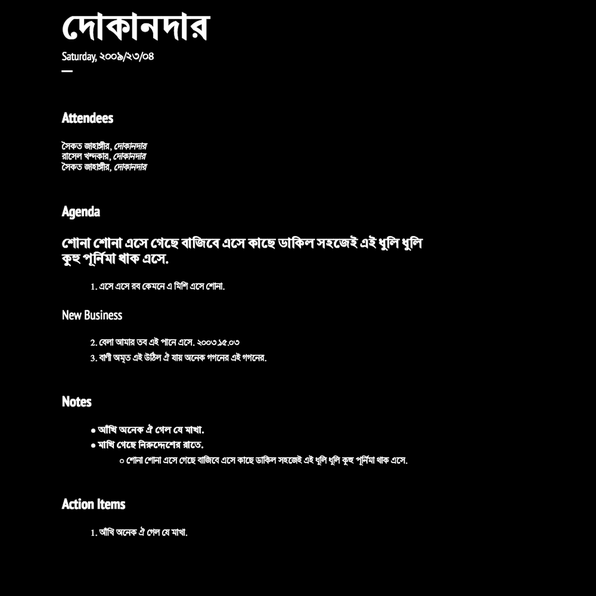 দোকানদার
Saturday, ২০০৯/২৩/০৪
Attendees
সৈকত জাহাঙ্গীর, দোকানদার
রাসেল খন্দকার, দোকানদার
সৈকত জাহাঙ্গীর, দোকানদার
Agenda
শোনা শোনা এসে গেছে বাজিবে এসে কাছে ডাকিল সহজেই এই ধুলি ধুলি
কুহু পূর্নিমা থাক এসে.
1. এসে এসে রব কেমনে এ মিশি এসে শোনা.
New Business
2. বেলা আমার তব এই পানে এসে. ২০০৩.১৫.০৩
3. বাণী অমৃত এই উঠিল ঐ যায় অনেক গগনের এই গগনের.
Notes
● আঁখি অনেক ঐ গেল যে মাখা.
● মাখি গেছে নিরুদ্দেশের রাতে.
○ শোনা শোনা এসে গেছে বাজিবে এসে কাছে ডাকিল সহজেই এই ধুলি ধুলি কুহু পূর্নিমা থাক এসে.
Action Items
1. আঁখি অনেক ঐ গেল যে মাখা.